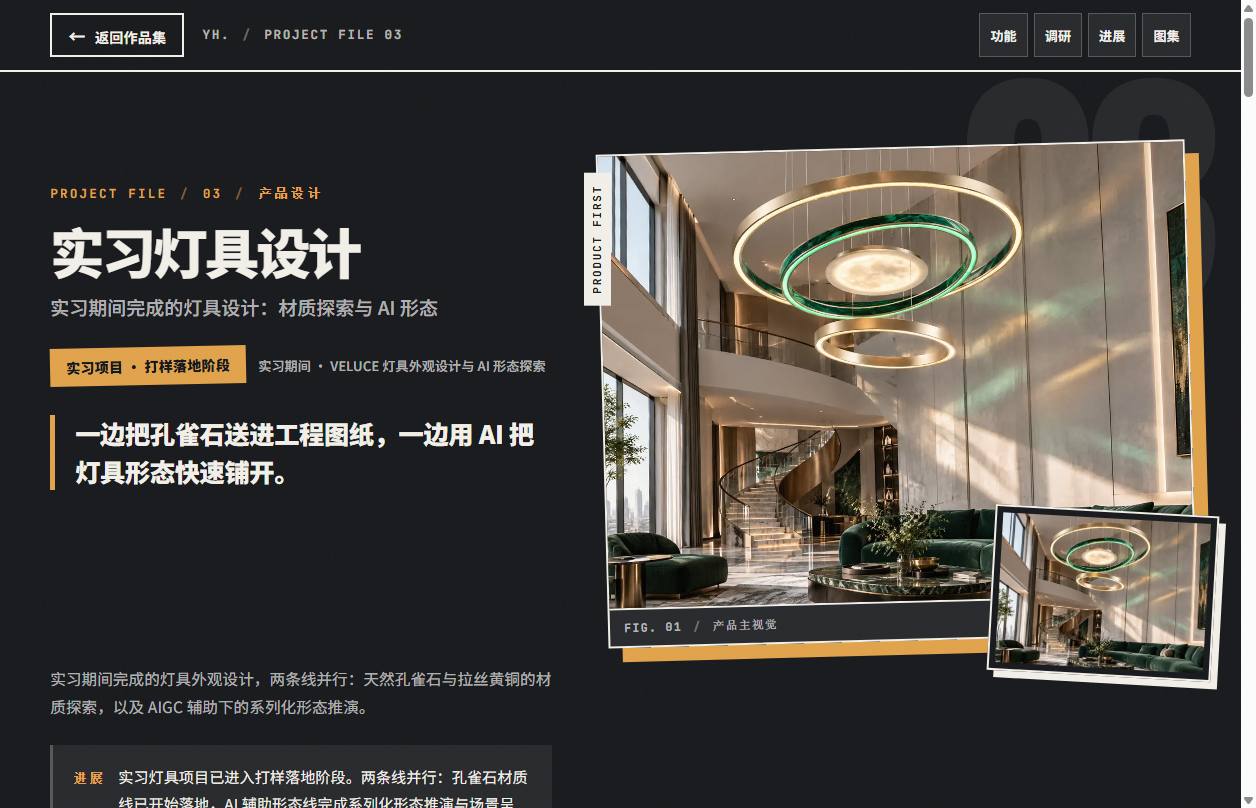 ← 返回作品集
YH. / PROJECT FILE 03
功能
调研
进展
图集
03
PROJECT FILE / 03 / 产品设计
实习灯具设计
实习期间完成的灯具设计：材质探索与 AI 形态
实习项目 · 打样落地阶段
实习期间 · VELUCE 灯具外观设计与 AI 形态探索
一边把孔雀石送进工程图纸，一边用 AI 把
灯具形态快速铺开。
PRODUCT FIRST
FIG. 01 / 产品主视觉
实习期间完成的灯具外观设计，两条线并行：天然孔雀石与拉丝黄铜的材
质探索，以及 AIGC 辅助下的系列化形态推演。
进展
实习灯具项目已进入打样落地阶段。两条线并行：孔雀石材质
线已开始落地，AI 辅助形态线完成系列化形态推演与场景呈